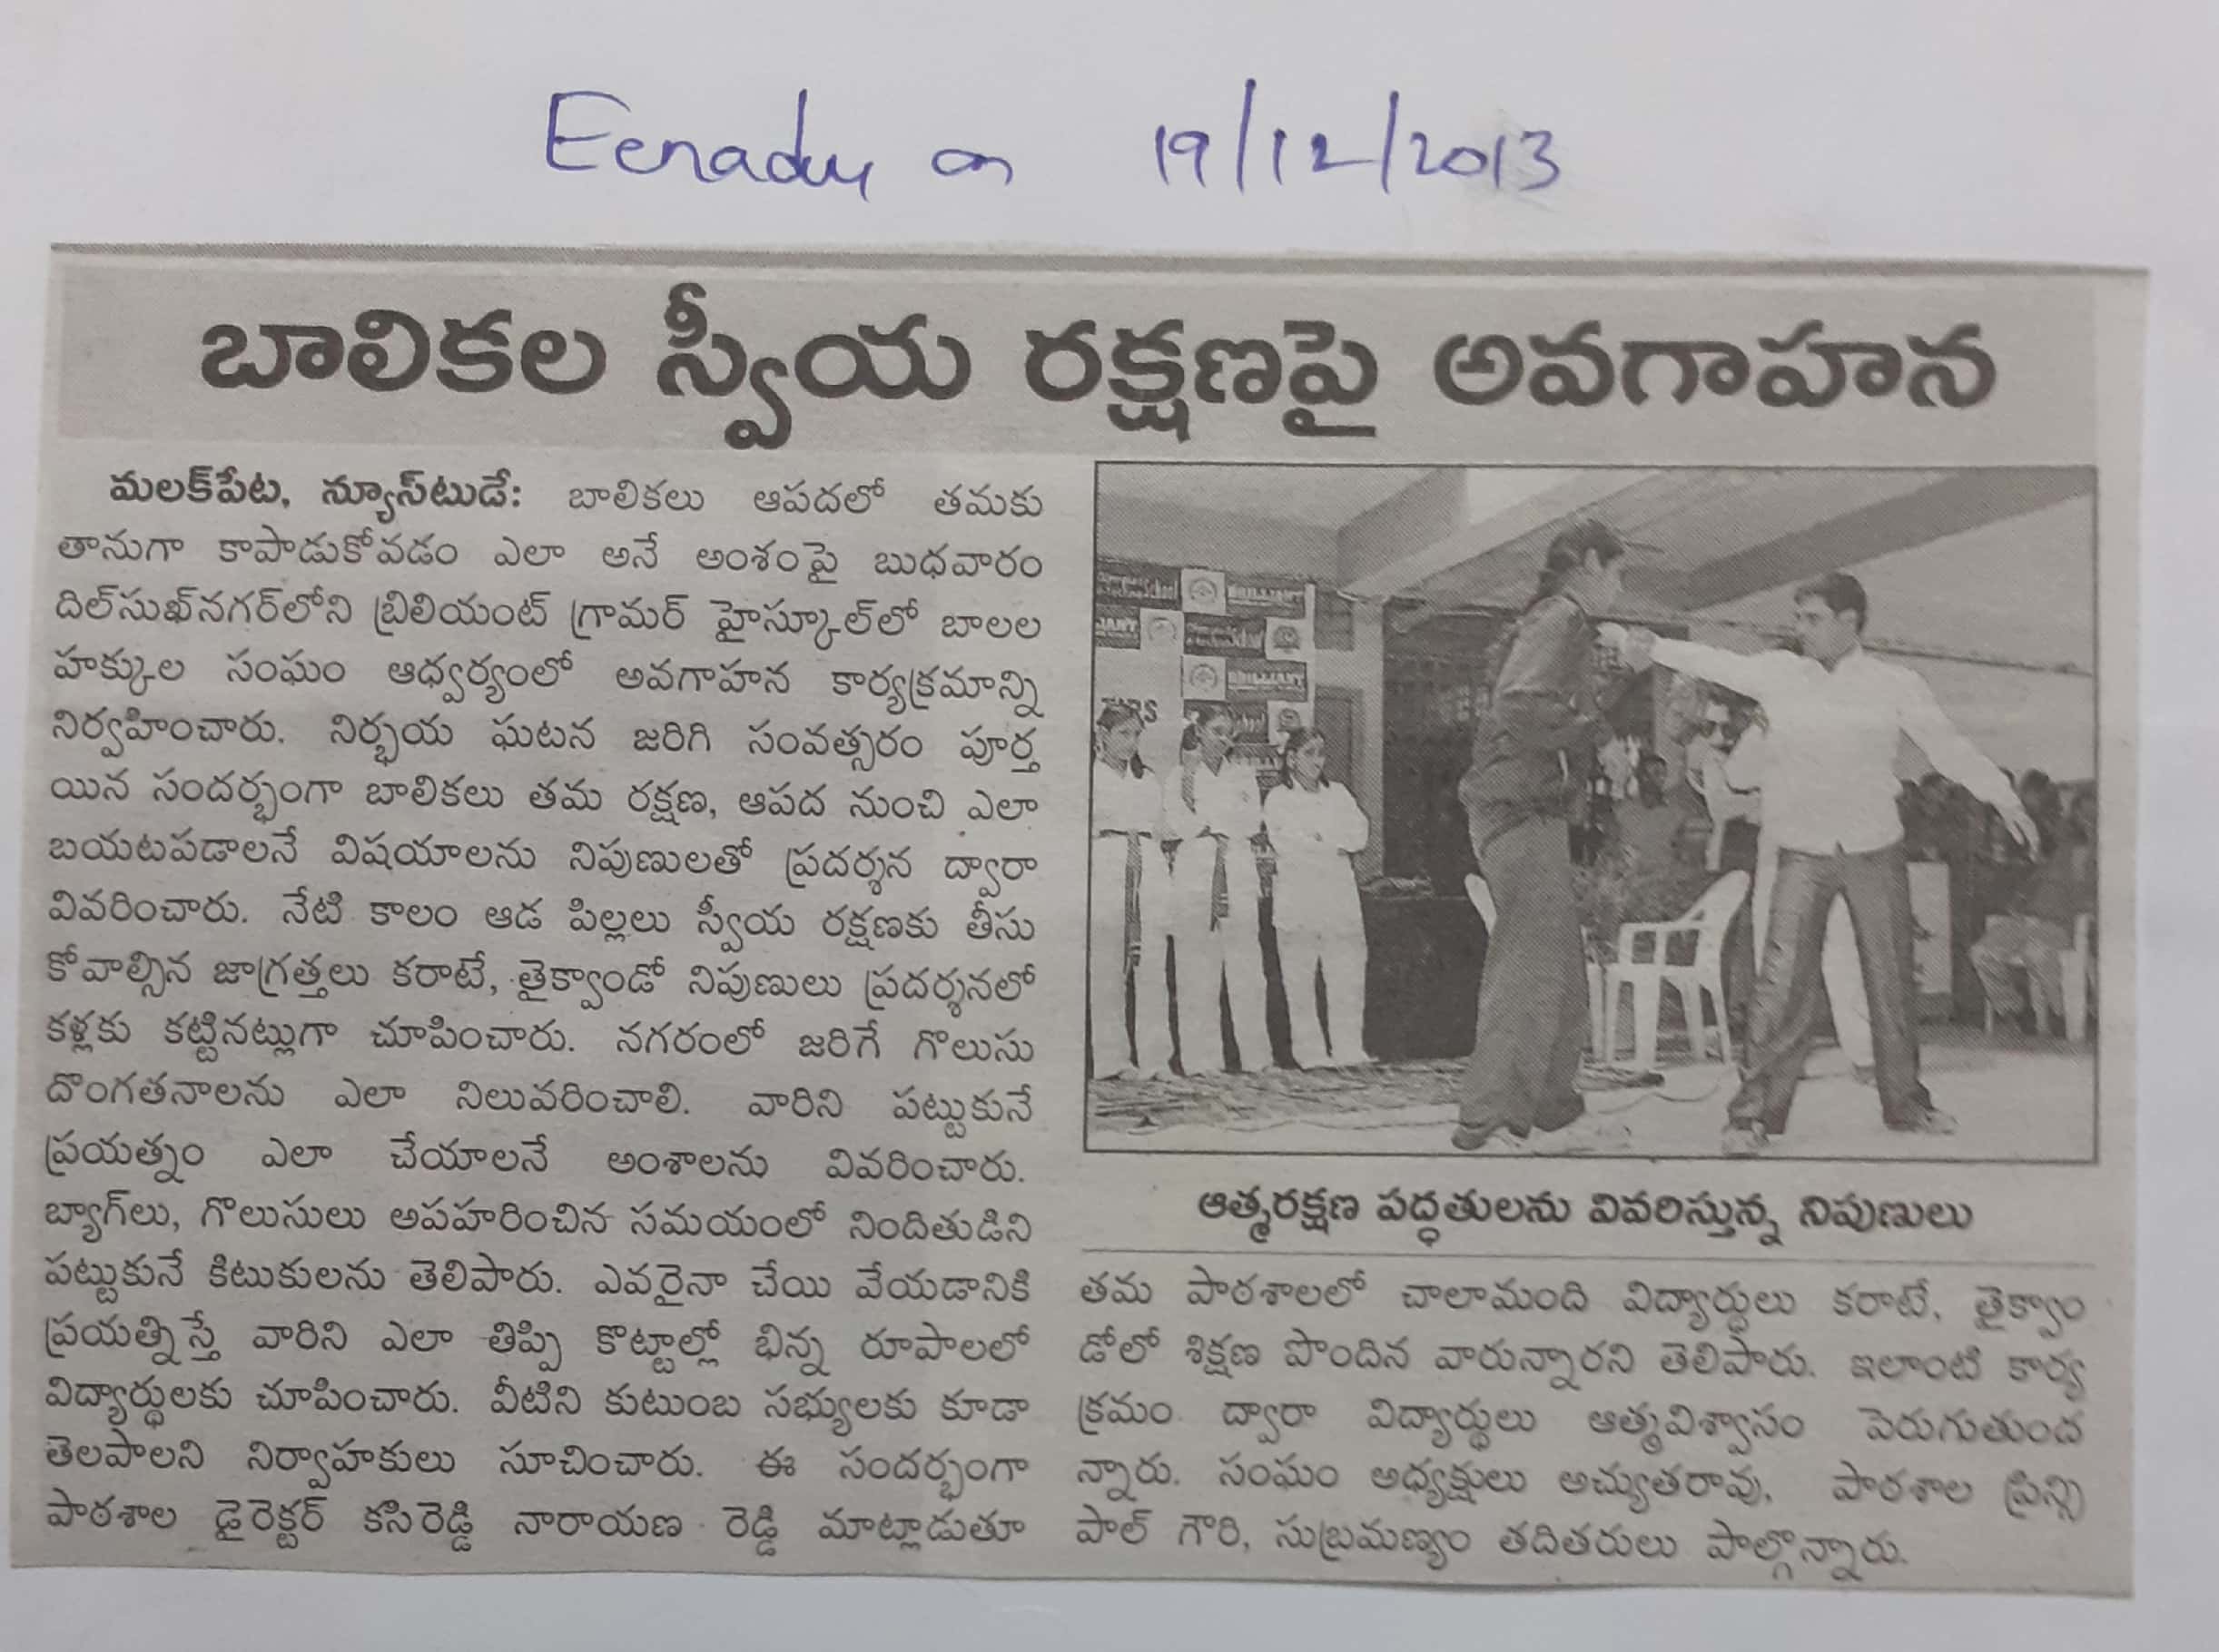 Eenadu on 19/12/2013
బాలికల స్వీయ రక్షణపై అవగాహన
మలక్‌పేట, న్యూస్‌టుడే: బాలికలు ఆపదలో తమకు
తానుగా కాపాడుకోవడం ఎలా అనే అంశంపై బుధవారం
దిల్‌సుఖ్‌నగర్‌లోని బ్రిలియంట్ గ్రామర్ హైస్కూల్‌లో బాలల
హక్కుల సంఘం ఆధ్వర్యంలో అవగాహన కార్యక్రమాన్ని
నిర్వహించారు. నిర్భయ ఘటన జరిగి సంవత్సరం పూర్త
యిన సందర్భంగా బాలికలు తమ రక్షణ, ఆపద నుంచి ఎలా
బయటపడాలనే విషయాలను నిపుణులతో ప్రదర్శన ద్వారా
వివరించారు. నేటి కాలం ఆడ పిల్లలు స్వీయ రక్షణకు తీసు
కోవాల్సిన జాగ్రత్తలు కరాటే, తైక్వాండో నిపుణులు ప్రదర్శనలో
కళ్లకు కట్టినట్లుగా చూపించారు. నగరంలో జరిగే గొలుసు
దొంగతనాలను ఎలా నిలువరించాలి. వారిని పట్టుకునే
ప్రయత్నం ఎలా చేయాలనే అంశాలను వివరించారు.
బ్యాగ్‌లు, గొలుసులు అపహరించిన సమయంలో నిందితుడిని
పట్టుకునే కిటుకులను తెలిపారు. ఎవరైనా చేయి వేయడానికి
ప్రయత్నిస్తే వారిని ఎలా తిప్పి కొట్టాల్లో భిన్న రూపాలలో
విద్యార్థులకు చూపించారు. వీటిని కుటుంబ సభ్యులకు కూడా
తెలపాలని నిర్వాహకులు సూచించారు. ఈ సందర్భంగా
పాఠశాల డైరెక్టర్ కసిరెడ్డి నారాయణ రెడ్డి మాట్లాడుతూ
School BRILLIANT
JANT School
BRILLIANT
ఆత్మరక్షణ పద్ధతులను వివరిస్తున్న నిపుణులు
తమ పాఠశాలలో చాలామంది విద్యార్థులు కరాటే, తైక్వాం
డోలో శిక్షణ పొందిన వారున్నారని తెలిపారు. ఇలాంటి కార్య
క్రమం ద్వారా విద్యార్థులు ఆత్మవిశ్వాసం పెరుగుతుంద
న్నారు. సంఘం అధ్యక్షులు అచ్యుతరావు, పాఠశాల ప్రిన్సి
పాల్ గౌరి, సుబ్రమణ్యం తదితరులు పాల్గొన్నారు.